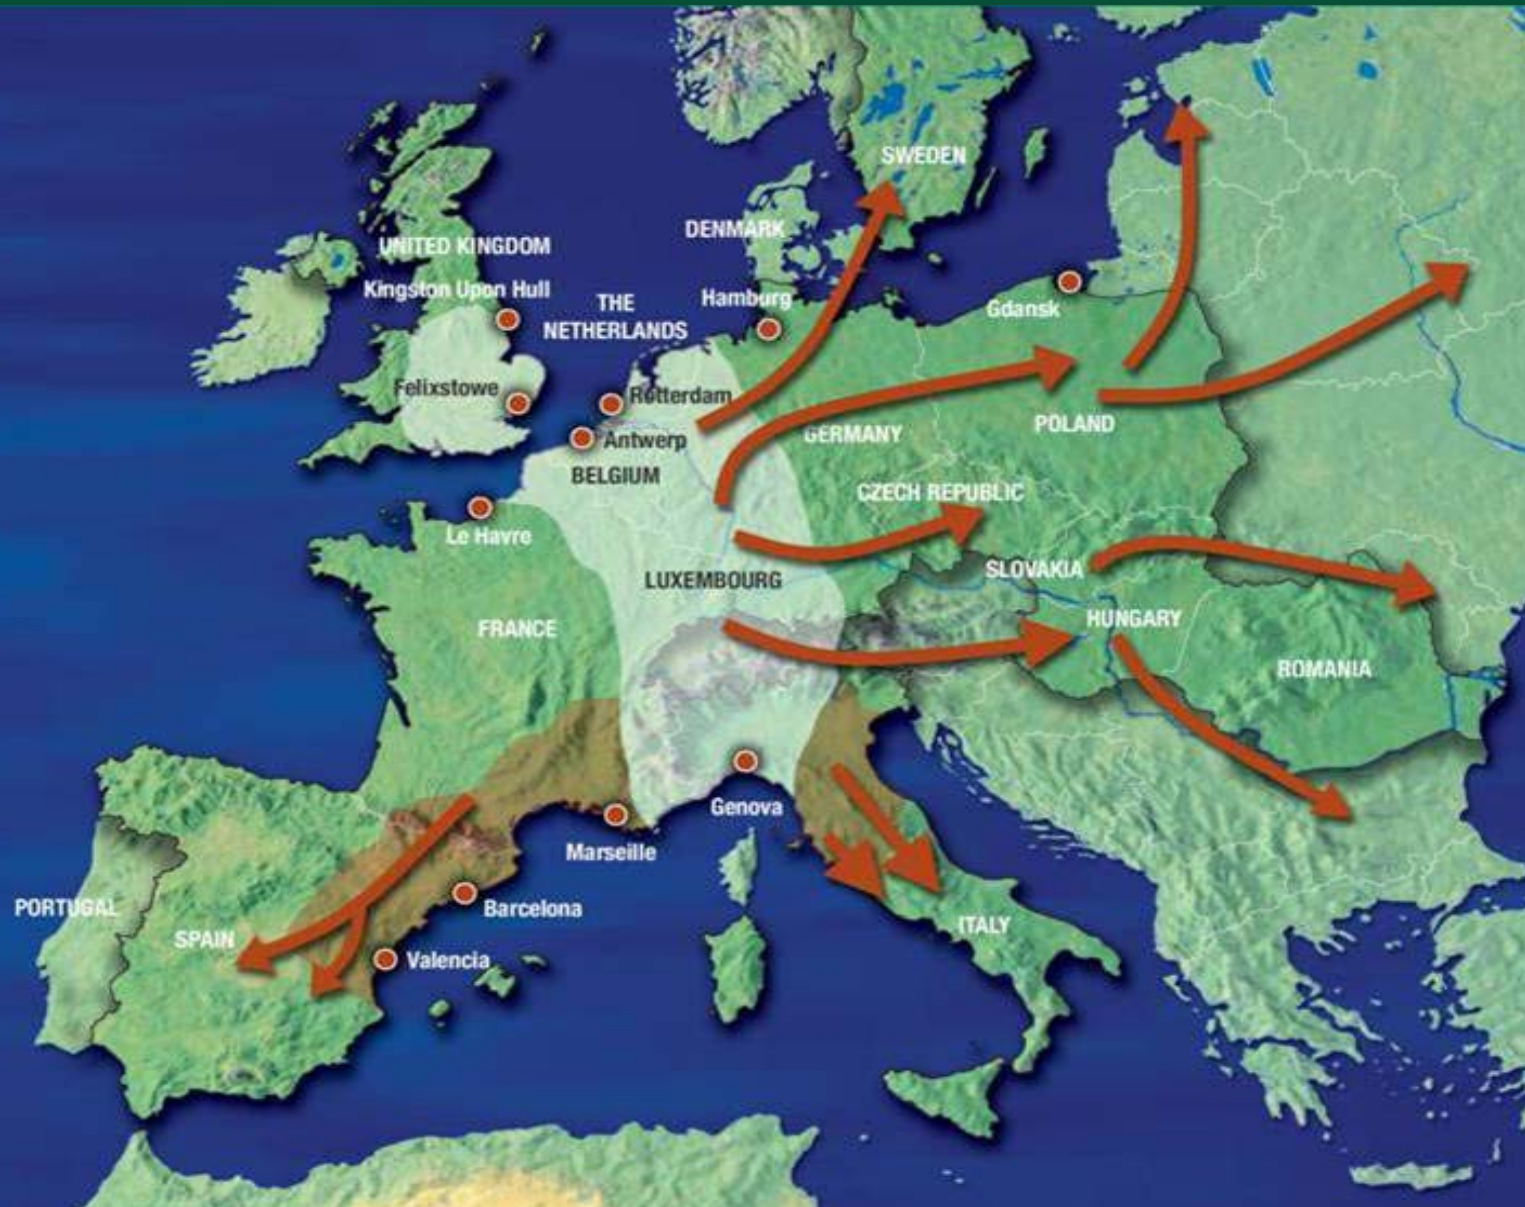 SWEDEN
DENMARK
UNITED KINGDOM
Kingston Upon Hull
THE
NETHERLANDS
Hamburg
Gdansk
Felixstowe
Rotterdam
Antwerp
GERMANY
POLAND
BELGIUM
CZECH REPUBLIC
Le Havre
LUXEMBOURG
SLOVAKIA
FRANCE
HUNGARY
ROMANIA
Genova
Marseille
PORTUGAL
Barcelona
SPAIN
ITALY
Valencia